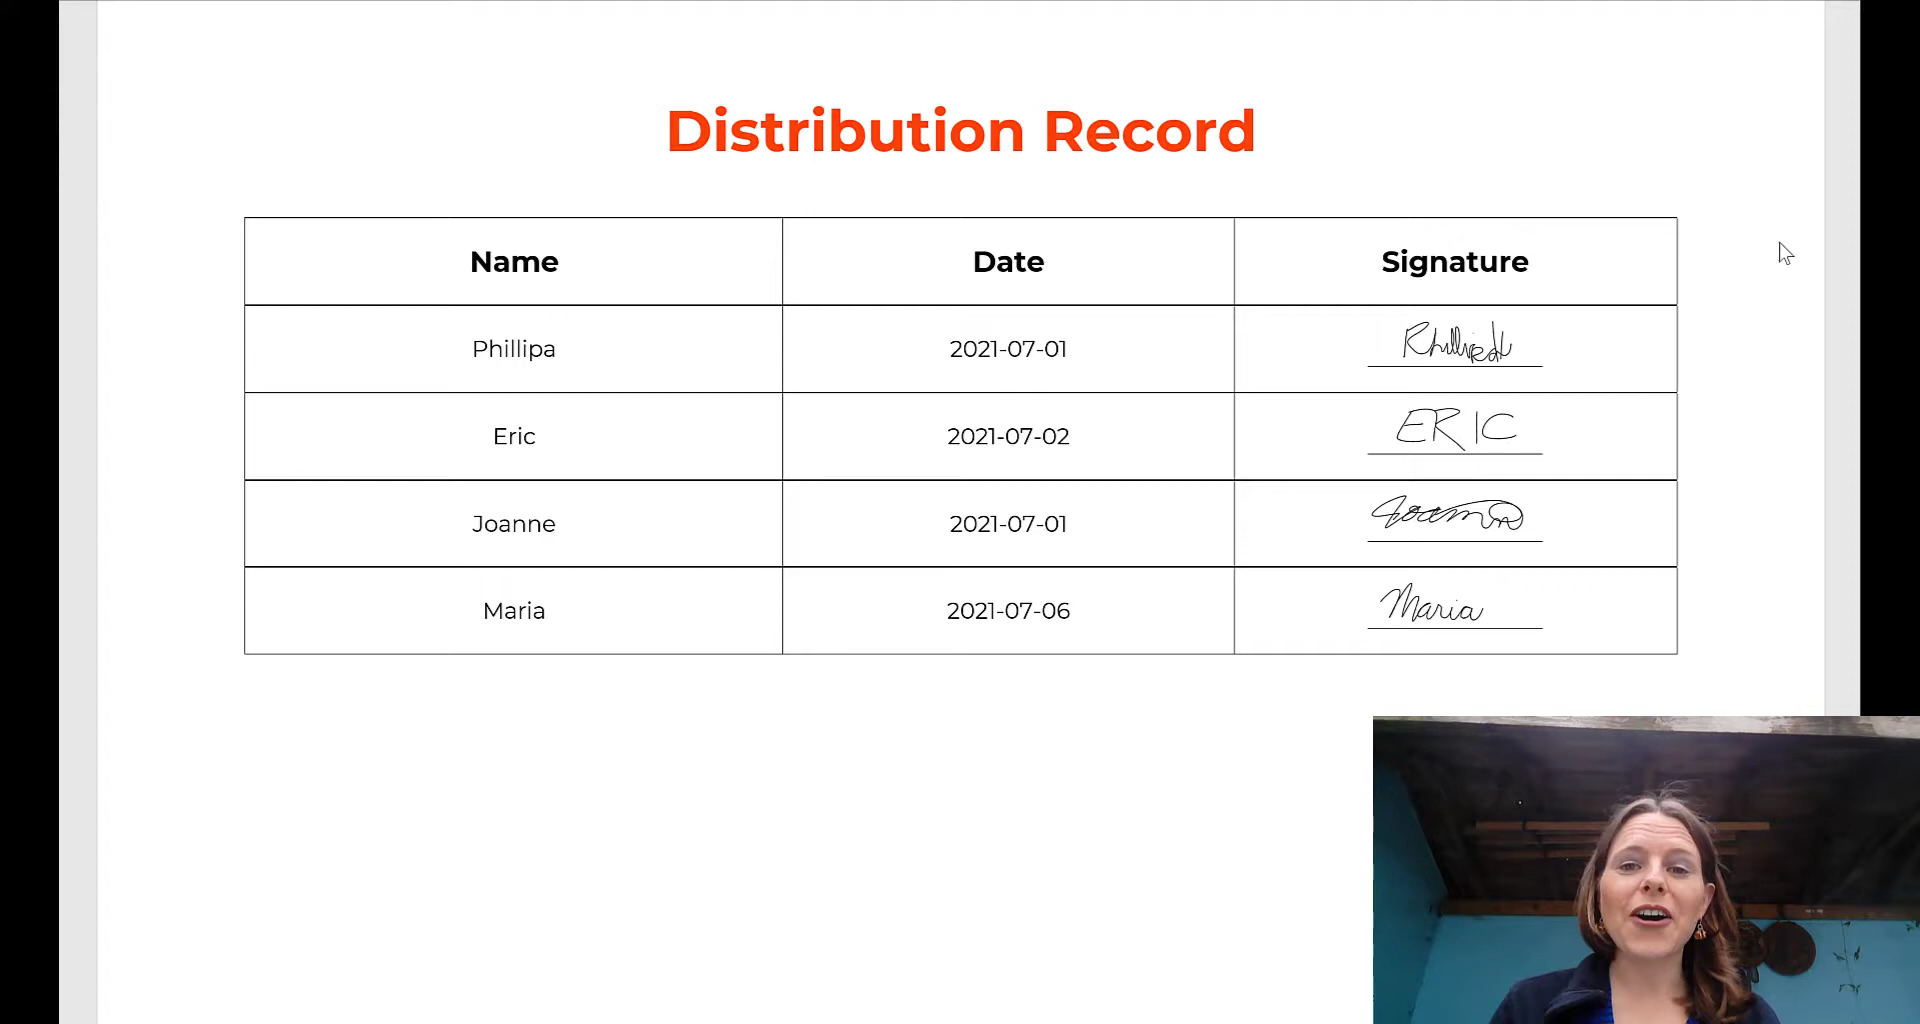 Distribution Record
Name Date Signature
Phillipa 2021-07-01
Eric 2021-07-02 ERIC
Joanne 2021-07-01
Maria 2021-07-06 Maria